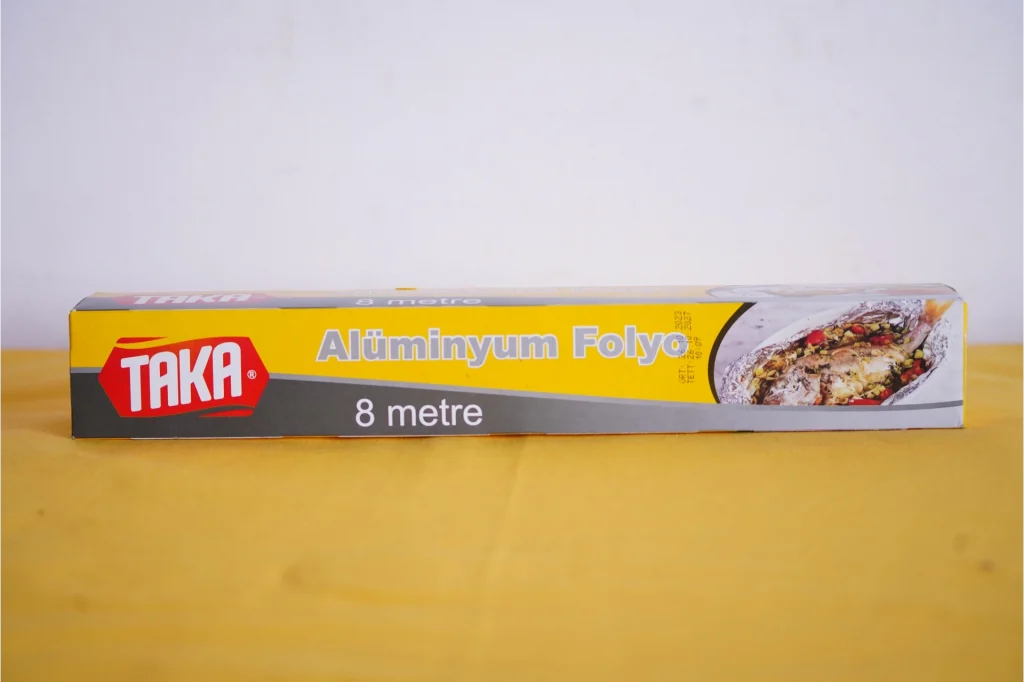 TAKA
8 metre
TAKA®
Alüminyum Folyo
8 metre